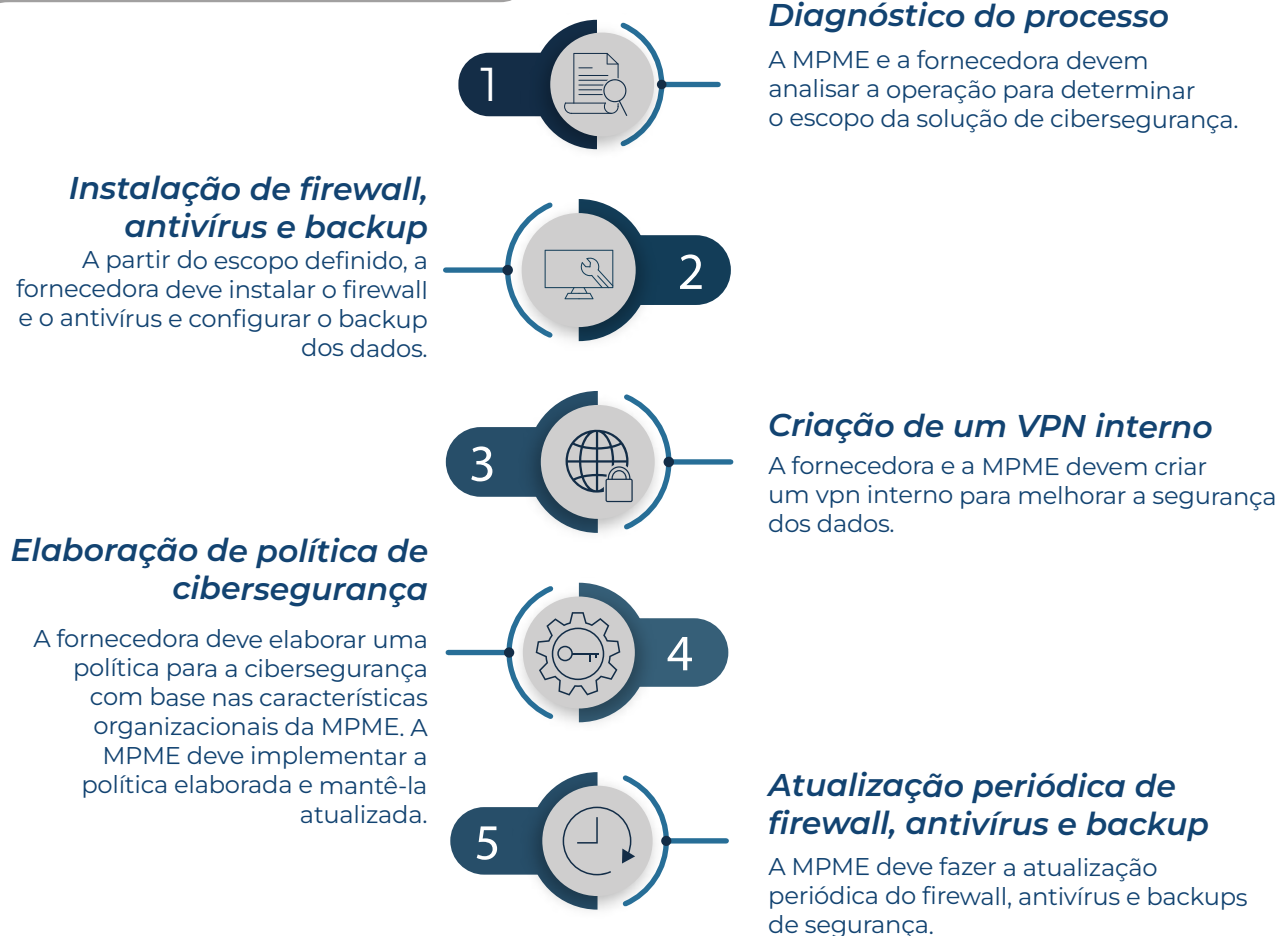 1
Diagnóstico do processo
A MPME e a fornecedora devem
analisar a operação para determinar
o escopo da solução de cibersegurança.
Instalação de firewall,
antivírus e backup
A partir do escopo definido, a
fornecedora deve instalar o firewall
e o antivírus e configurar o backup
dos dados.
2
3
Criação de um VPN interno
A fornecedora e a MPME devem criar
um vpn interno para melhorar a segurança
dos dados.
Elaboração de política de
cibersegurança
A fornecedora deve elaborar uma
política para a cibersegurança
com base nas características
organizacionais da MPME. A
MPME deve implementar a
política elaborada e mantê-la
atualizada.
4
5
Atualização periódica de
firewall, antivírus e backup
A MPME deve fazer a atualização
periódica do firewall, antivírus e backups
de segurança.